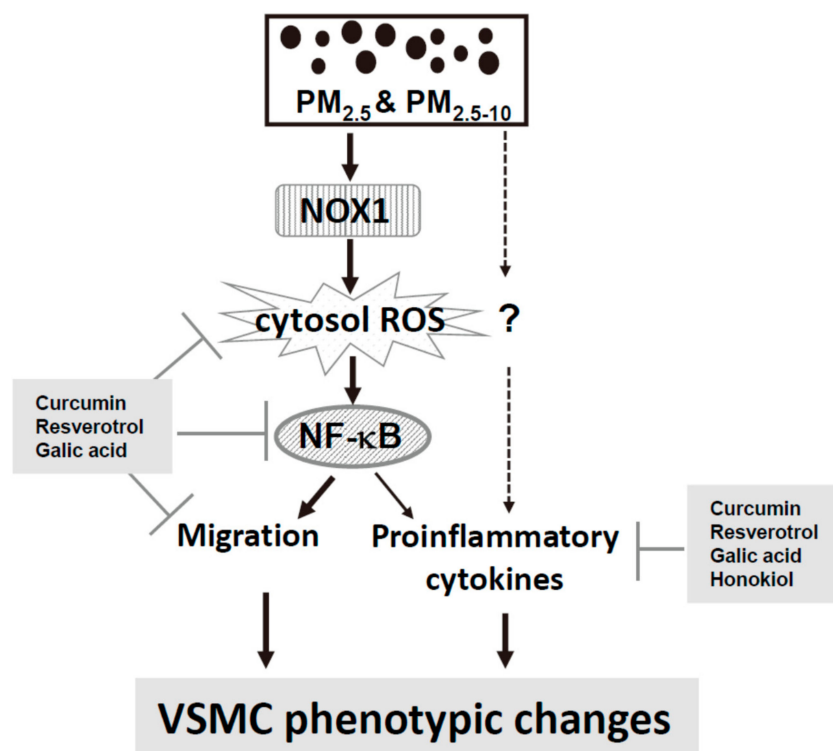 PM2.5 & PM2.5-10
NOX1
cytosol ROS
?
Curcumin
Resverotrol
Galic acid
NF-κB
Migration
Proinflammatory
cytokines
Curcumin
Resverotrol
Galic acid
Honokiol
VSMC phenotypic changes